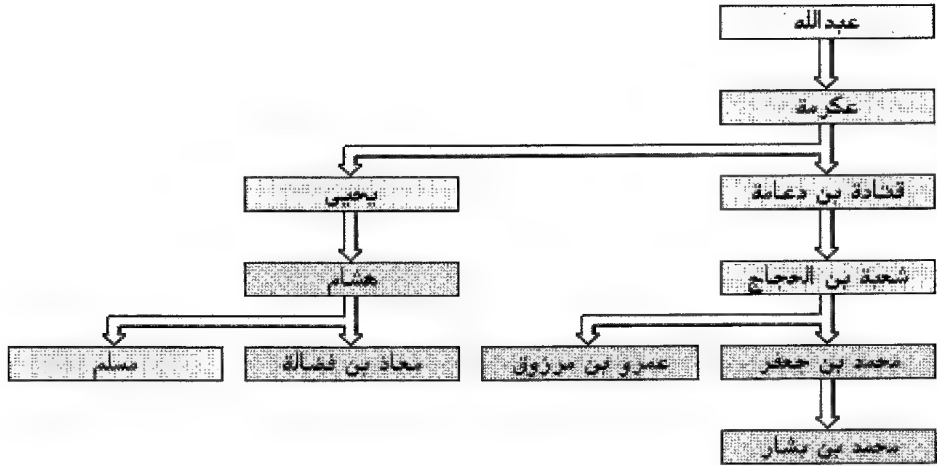 عبدالله
عكرمة
قتادة بن دعامة
يحيى
شعبة بن الحجاج
هشام
محمد بن جعفر
عمرو بن مرزوق
معاذ بن فضالة
مسلم
محمد بن بشار